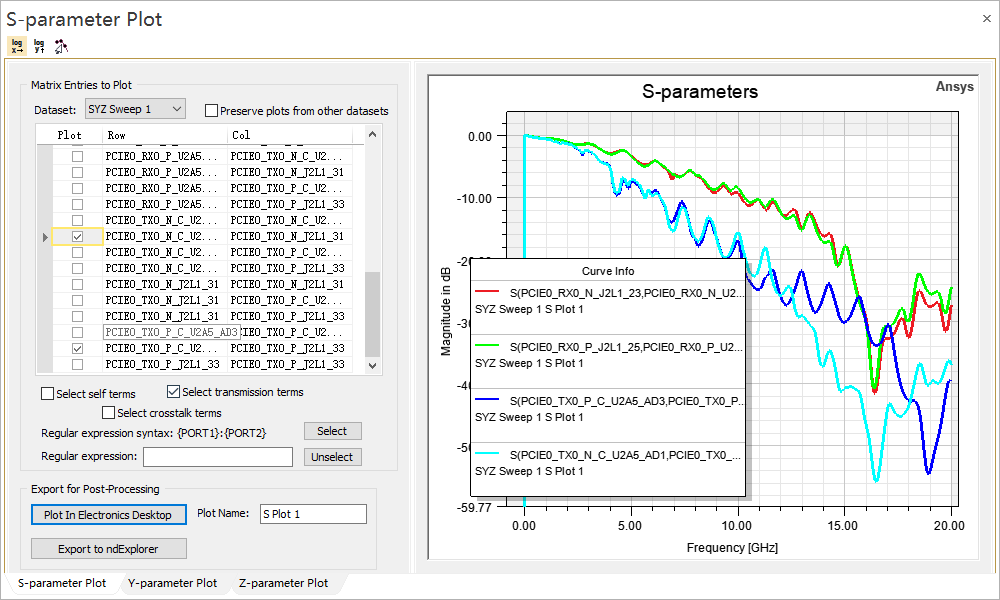 S-parameter Plot
log
x
log
y
Matrix Entries to Plot
Dataset: SYZ Sweep 1
Preserve plots from other datasets
Plot Row Col
PCIE0_RX0_P_U2A5... PCIE0_TX0_N_C_U2...
PCIE0_RX0_P_U2A5... PCIE0_TX0_N_J2L1_31
PCIE0_RX0_P_U2A5... PCIE0_TX0_P_C_U2...
PCIE0_RX0_P_U2A5... PCIE0_TX0_P_J2L1_33
PCIE0_TX0_N_C_U2... PCIE0_TX0_N_C_U2...
PCIE0_TX0_N_C_U2... PCIE0_TX0_N_J2L1_31
PCIE0_TX0_N_C_U2... PCIE0_TX0_P_C_U2...
PCIE0_TX0_N_C_U2... PCIE0_TX0_P_J2L1_33
PCIE0_TX0_N_J2L1_31 PCIE0_TX0_N_J2L1_31
PCIE0_TX0_N_J2L1_31 PCIE0_TX0_P_C_U2...
PCIE0_TX0_N_J2L1_31 PCIE0_TX0_P_J2L1_33
PCIE0_TX0_P_C_U2A5_AD3 PCIE0_TX0_P_C_U2...
PCIE0_TX0_P_C_U2... PCIE0_TX0_P_J2L1_33
PCIE0_TX0_P_J2L1_33 PCIE0_TX0_P_J2L1_33
Select self terms
Select transmission terms
Select crosstalk terms
Regular expression syntax: {PORT1}:{PORT2}
Select
Regular expression:
Unselect
Export for Post-Processing
Plot In Electronics Desktop
Plot Name: S Plot 1
Export to ndExplorer
S-parameter Plot Y-parameter Plot Z-parameter Plot
S-parameters
Ansys
Magnitude in dB
0.00
-10.00
-59.77
Curve Info
S(PCIE0_RX0_N_J2L1_23,PCIE0_RX0_N_U2...
SYZ Sweep 1 S Plot 1
S(PCIE0_RX0_P_J2L1_25,PCIE0_RX0_P_U2...
SYZ Sweep 1 S Plot 1
S(PCIE0_TX0_P_C_U2A5_AD3,PCIE0_TX0_P...
SYZ Sweep 1 S Plot 1
S(PCIE0_TX0_N_C_U2A5_AD1,PCIE0_TX0_...
SYZ Sweep 1 S Plot 1
0.00 5.00 10.00 15.00 20.00
Frequency [GHz]